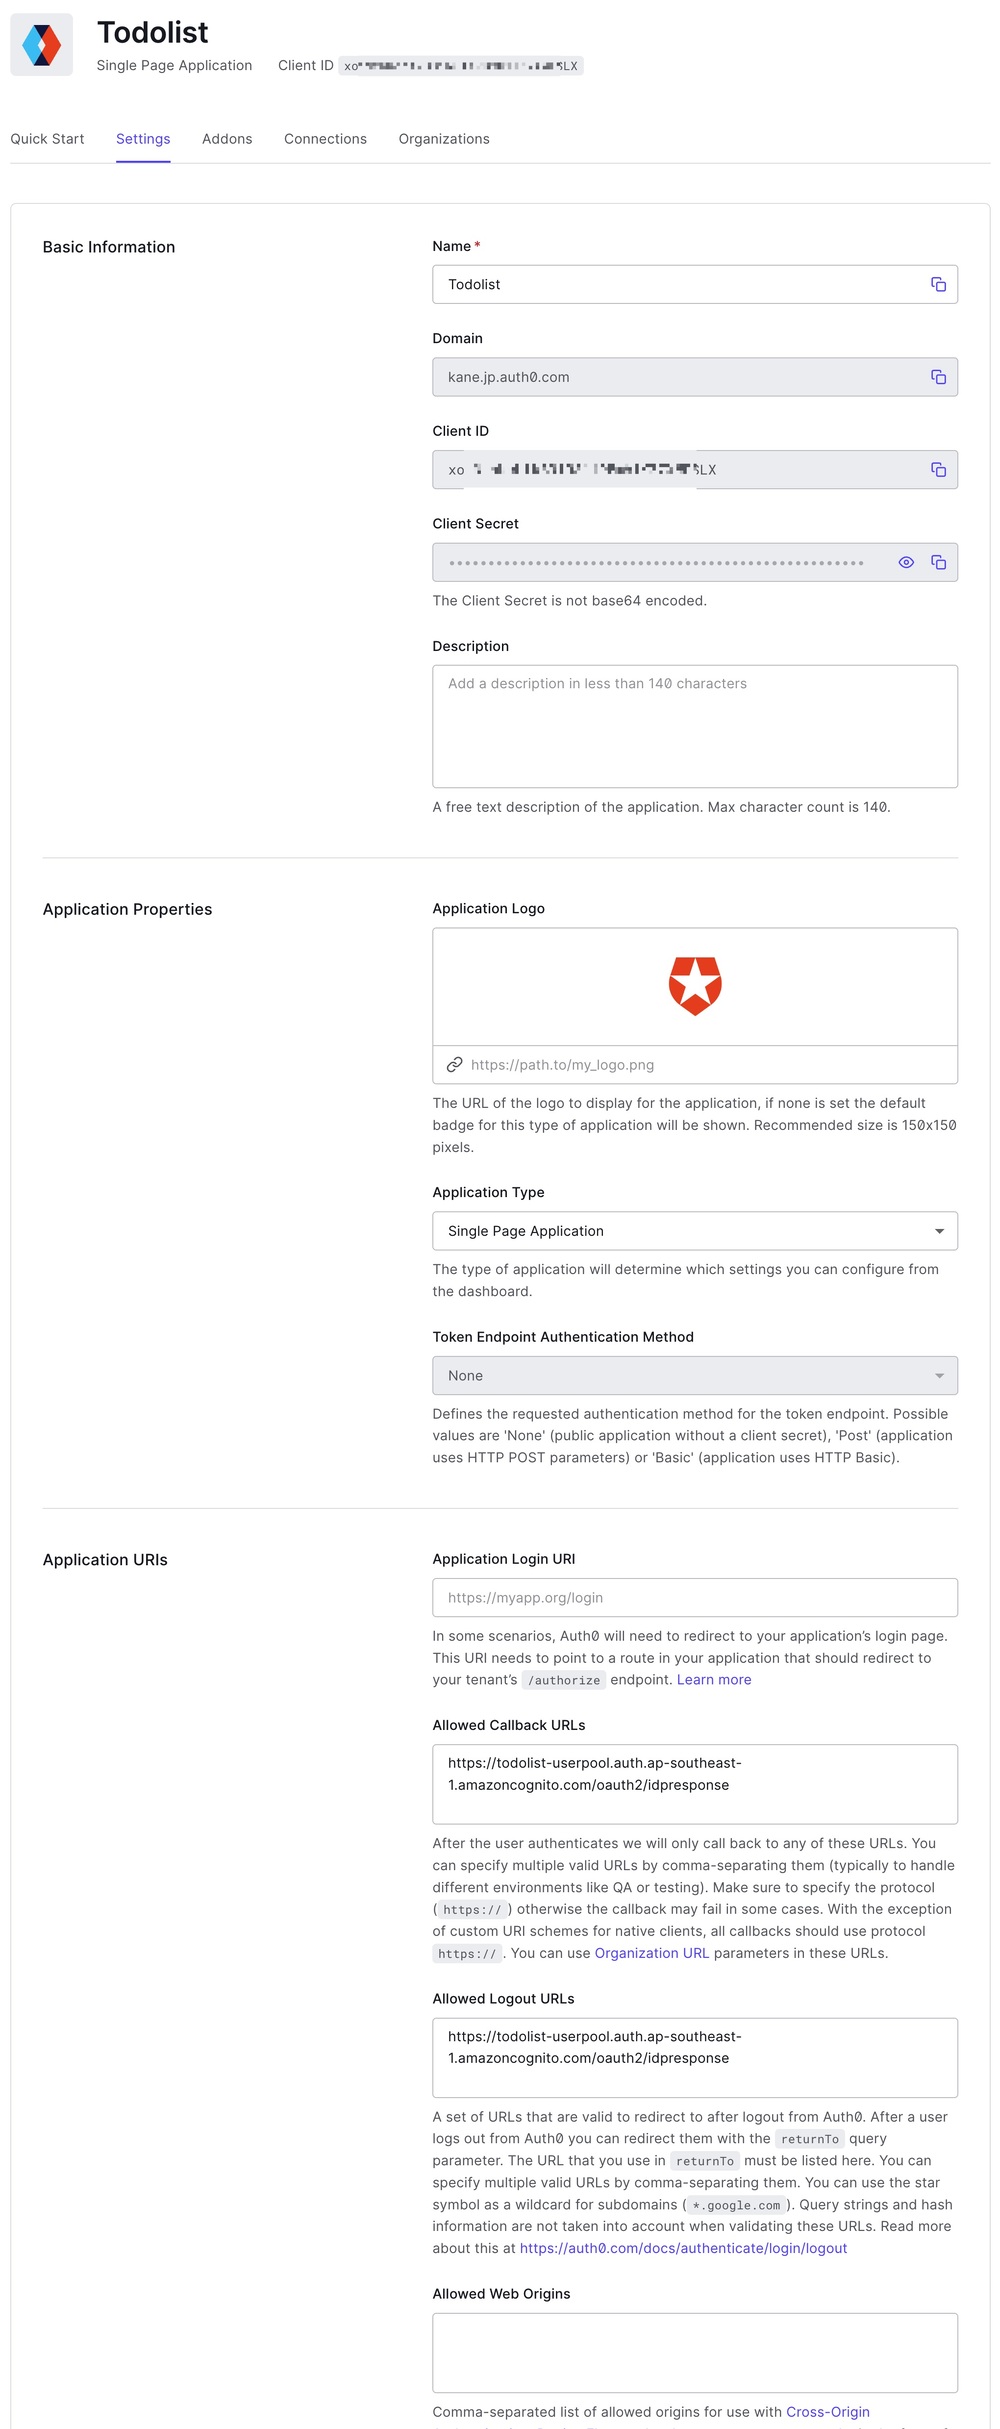 Todolist
Single Page Application Client ID
Quick Start Settings Addons Connections Organizations
Basic Information
Name *
Todolist
Domain
kane.jp.auth0.com
Client ID
Client Secret
The Client Secret is not base64 encoded.
Description
Add a description in less than 140 characters
A free text description of the application. Max character count is 140.
Application Properties
Application Logo
https://path.to/my_logo.png
The URL of the logo to display for the application, if none is set the default
badge for this type of application will be shown. Recommended size is 150x150
pixels.
Application Type
Single Page Application
The type of application will determine which settings you can configure from
the dashboard.
Token Endpoint Authentication Method
None
Defines the requested authentication method for the token endpoint. Possible
values are 'None' (public application without a client secret), 'Post' (application
uses HTTP POST parameters) or 'Basic' (application uses HTTP Basic).
Application URIs
Application Login URI
https://myapp.org/login
In some scenarios, Auth0 will need to redirect to your application’s login page.
This URI needs to point to a route in your application that should redirect to
your tenant’s /authorize endpoint. Learn more
Allowed Callback URLs
https://todolist-userpool.auth.ap-southeast-
1.amazoncognito.com/oauth2/idpresponse
After the user authenticates we will only call back to any of these URLs. You
can specify multiple valid URLs by comma-separating them (typically to handle
different environments like QA or testing). Make sure to specify the protocol
( https:// ) otherwise the callback may fail in some cases. With the exception
of custom URI schemes for native clients, all callbacks should use protocol
https:// . You can use Organization URL parameters in these URLs.
Allowed Logout URLs
https://todolist-userpool.auth.ap-southeast-
1.amazoncognito.com/oauth2/idpresponse
A set of URLs that are valid to redirect to after logout from Auth0. After a user
logs out from Auth0 you can redirect them with the returnTo query
parameter. The URL that you use in returnTo must be listed here. You can
specify multiple valid URLs by comma-separating them. You can use the star
symbol as a wildcard for subdomains ( *.google.com ). Query strings and hash
information are not taken into account when validating these URLs. Read more
about this at https://auth0.com/docs/authenticate/login/logout
Allowed Web Origins
Comma-separated list of allowed origins for use with Cross-Origin